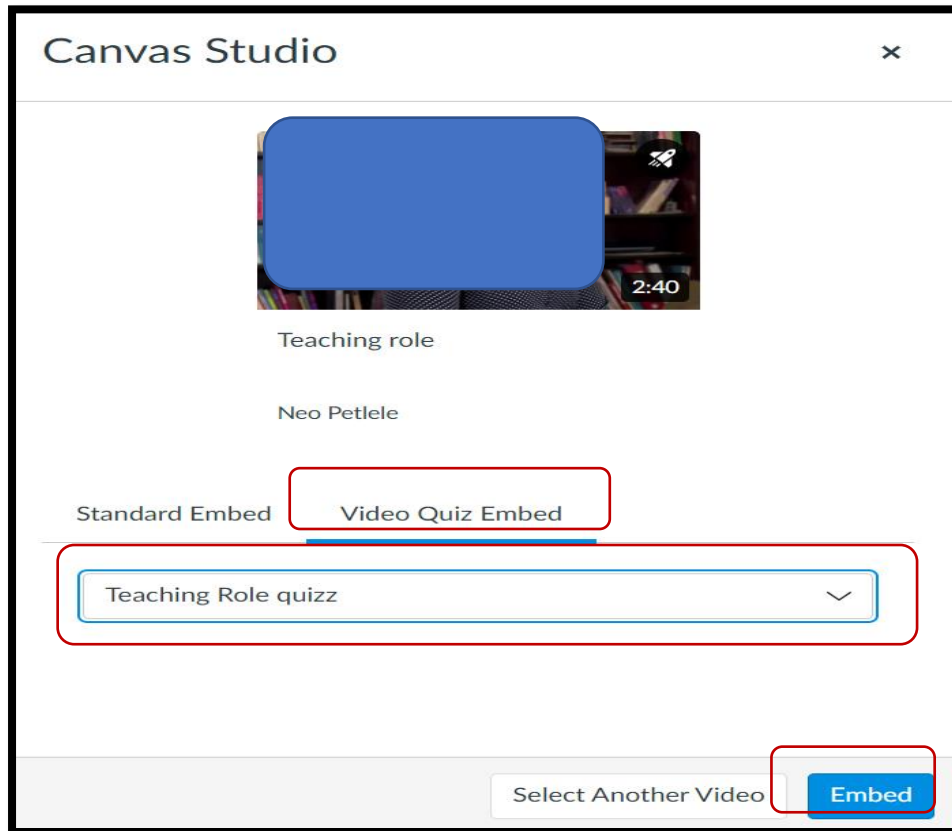 Canvas Studio
2:40
Teaching role
Neo Petlele
Standard Embed Video Quiz Embed
Teaching Role quizz
Select Another Video Embed